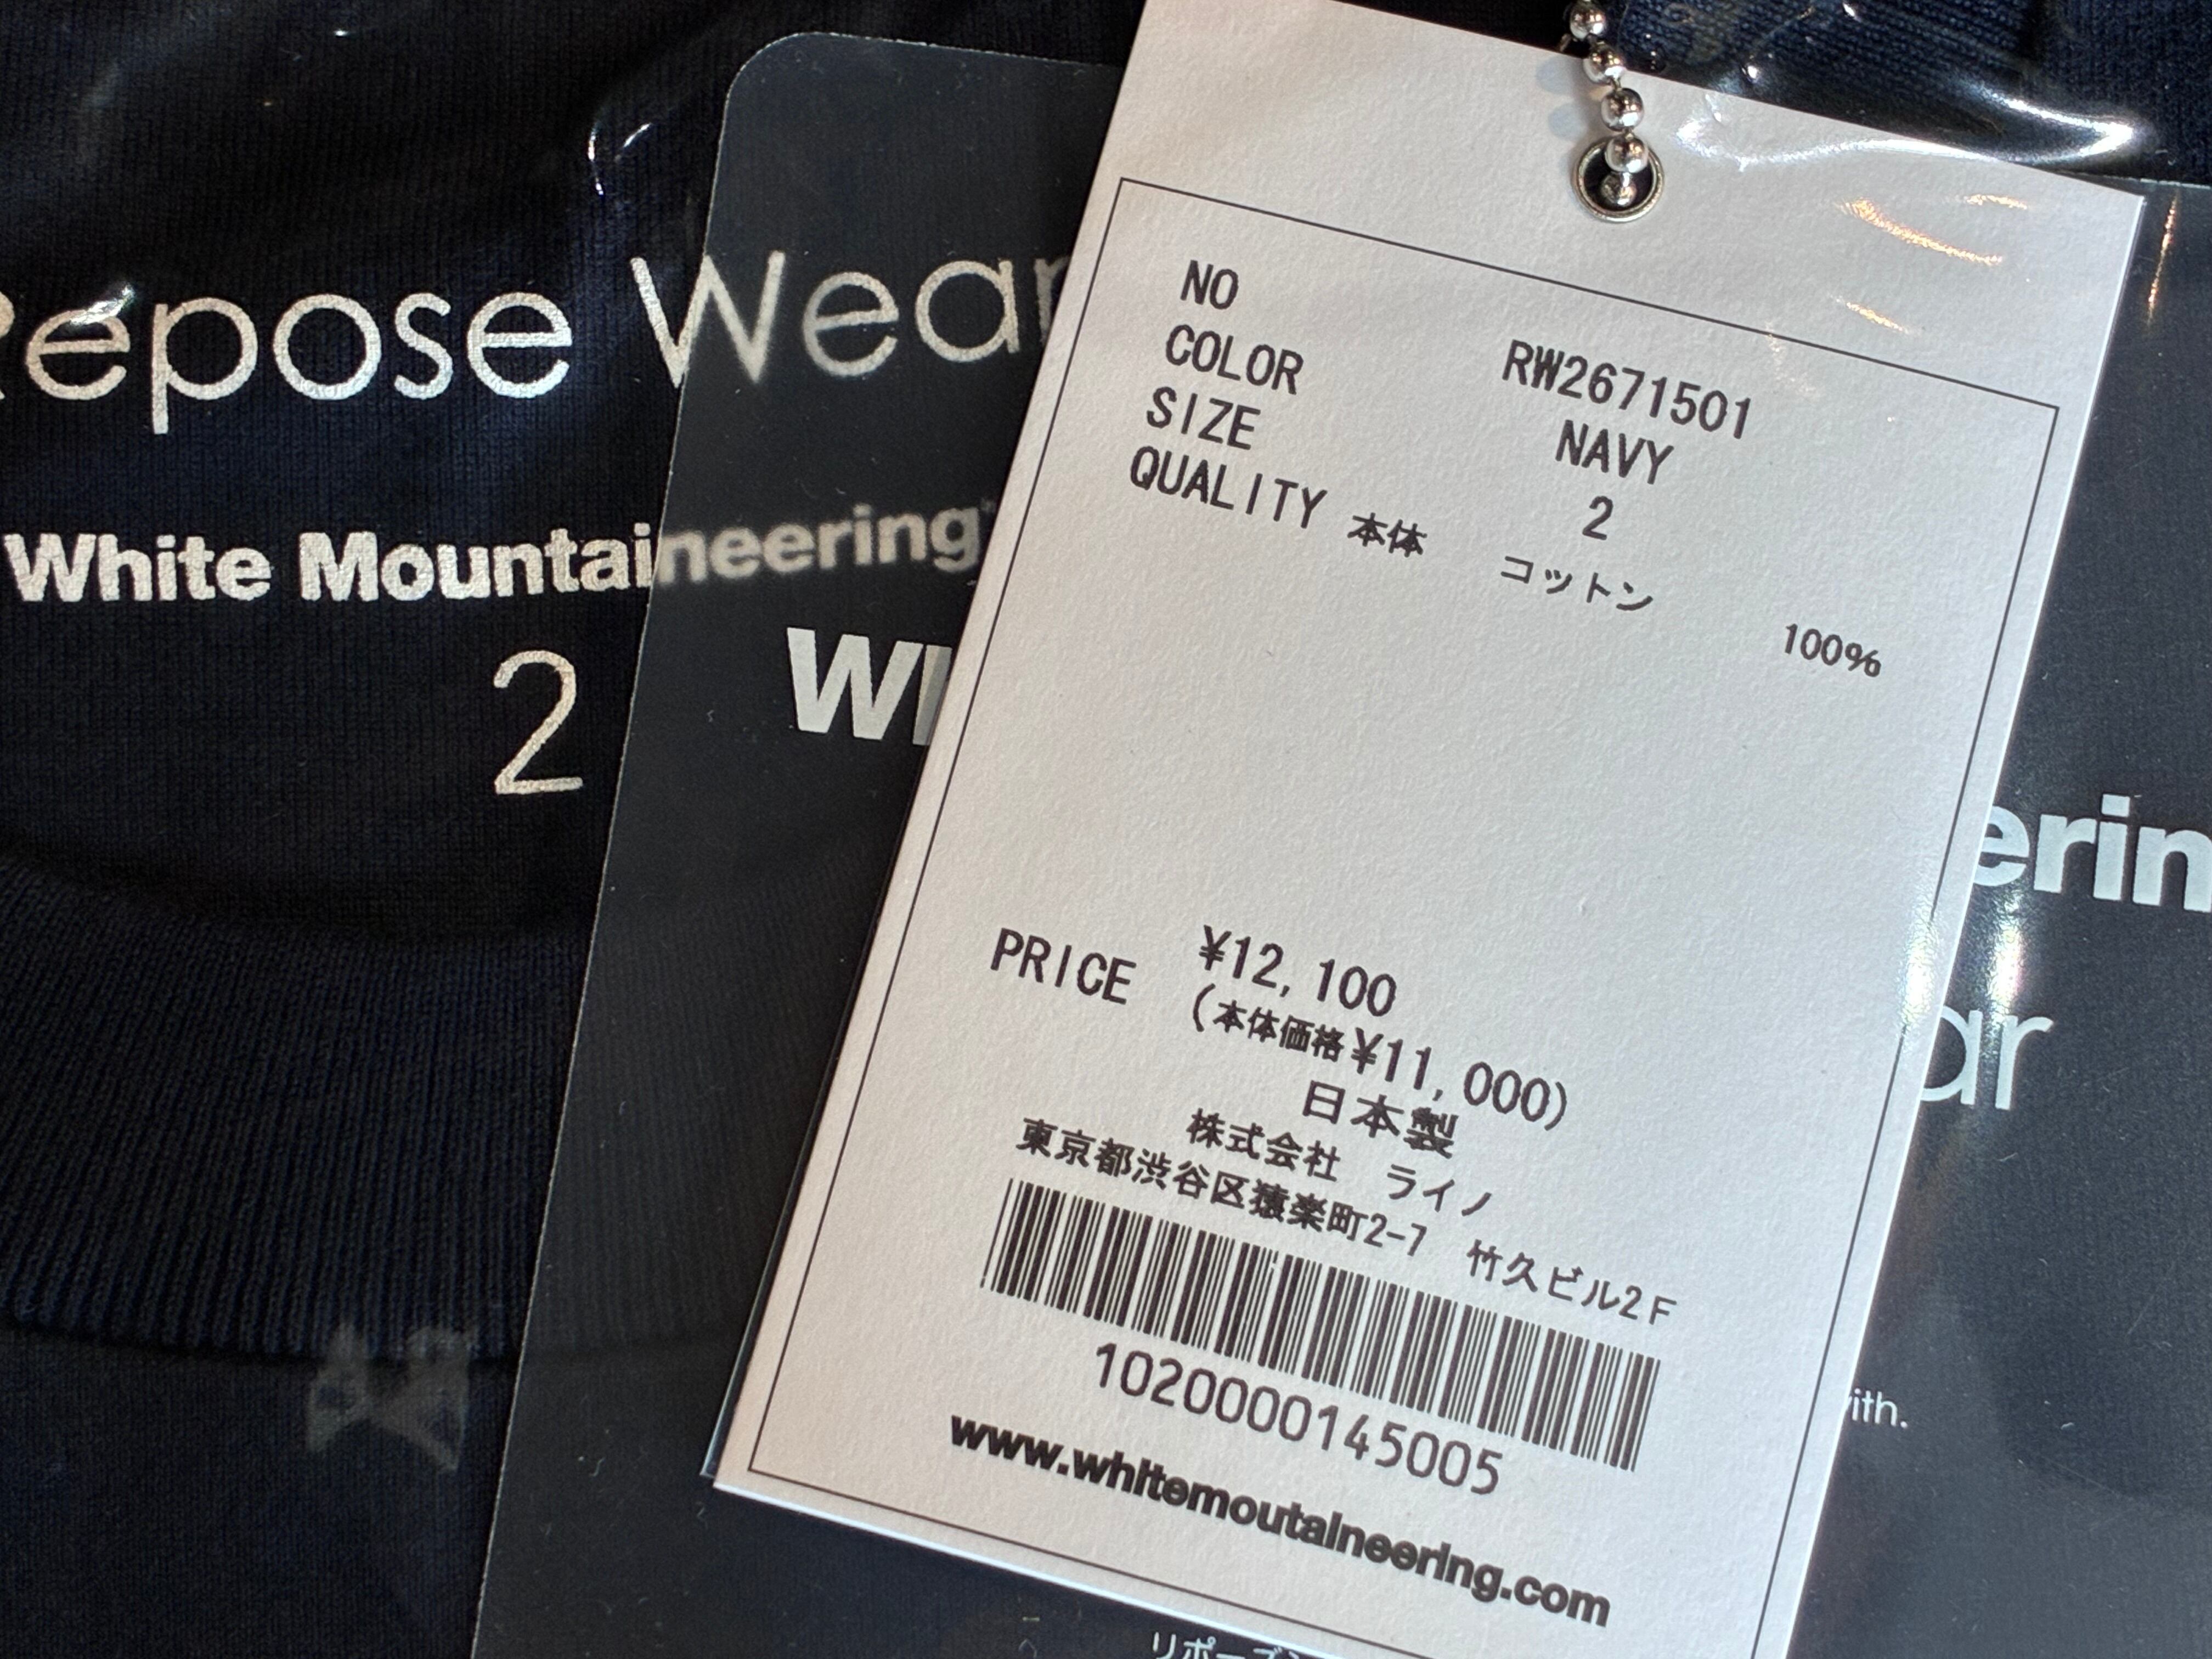 Repose Wear
White Mountaineering
2
NO RW2671501
COLOR NAVY
SIZE 2
QUALITY 本体 コットン 100%
PRICE ¥12,100
(本体価格¥11,000)
日本製
株式会社 ライノ
東京都渋谷区猿楽町2-7 竹久ビル2F
1020000145005
www.whitemoutaineering.com